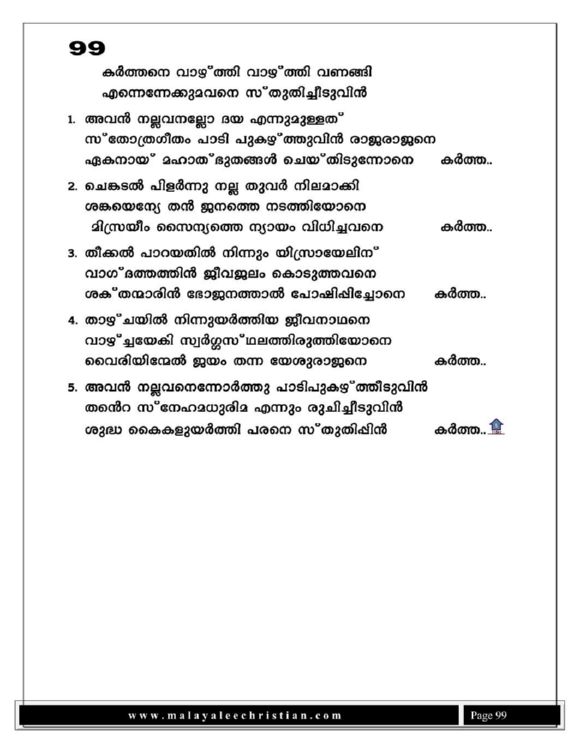 99
കർത്തനെ വാഴ്ത്തി വാഴ്ത്തി വണങ്ങി
എന്നെന്നേക്കുമവനെ സ്തുതിച്ചീടുവിൻ
1. അവൻ നല്ലവനല്ലോ ദയ എന്നുമുള്ളത്
സ്തോത്രഗീതം പാടി പുകഴ്ത്തുവിൻ രാജരാജനെ
ഏകനായ് മഹാത്ഭുതങ്ങൾ ചെയ്തിടുന്നോനെ കർത്ത..
2. ചെങ്കടൽ പിളർന്നു നല്ല തുവർ നിലമാക്കി
ശങ്കയെന്യേ തൻ ജനത്തെ നടത്തിയോനെ
മിസ്രയീം സൈന്യത്തെ ന്യായം വിധിച്ചവനെ കർത്ത..
3. തീക്കൽ പാറയതിൽ നിന്നും യിസ്രായേലിന്
വാഗ്ദത്തത്തിൻ ജീവജലം കൊടുത്തവനെ
ശക്തന്മാരിൻ ഭോജനത്താൽ പോഷിപ്പിച്ചോനെ കർത്ത..
4. താഴ്ചയിൽ നിന്നുയർത്തിയ ജീവനാഥനെ
വാഴ്ച്ചയേകി സ്വർഗ്ഗസ്ഥലത്തിരുത്തിയോനെ
വൈരിയിന്മേൽ ജയം തന്ന യേശുരാജനെ കർത്ത..
5. അവൻ നല്ലവനെന്നോർത്തു പാടിപുകഴ്ത്തീടുവിൻ
തൻെറ സ്നേഹമധുരിമ എന്നും രുചിച്ചീടുവിൻ
ശുദ്ധ കൈകളുയർത്തി പരനെ സ്തുതിപ്പിൻ കർത്ത..
www.malayaleechristian.com Page 99